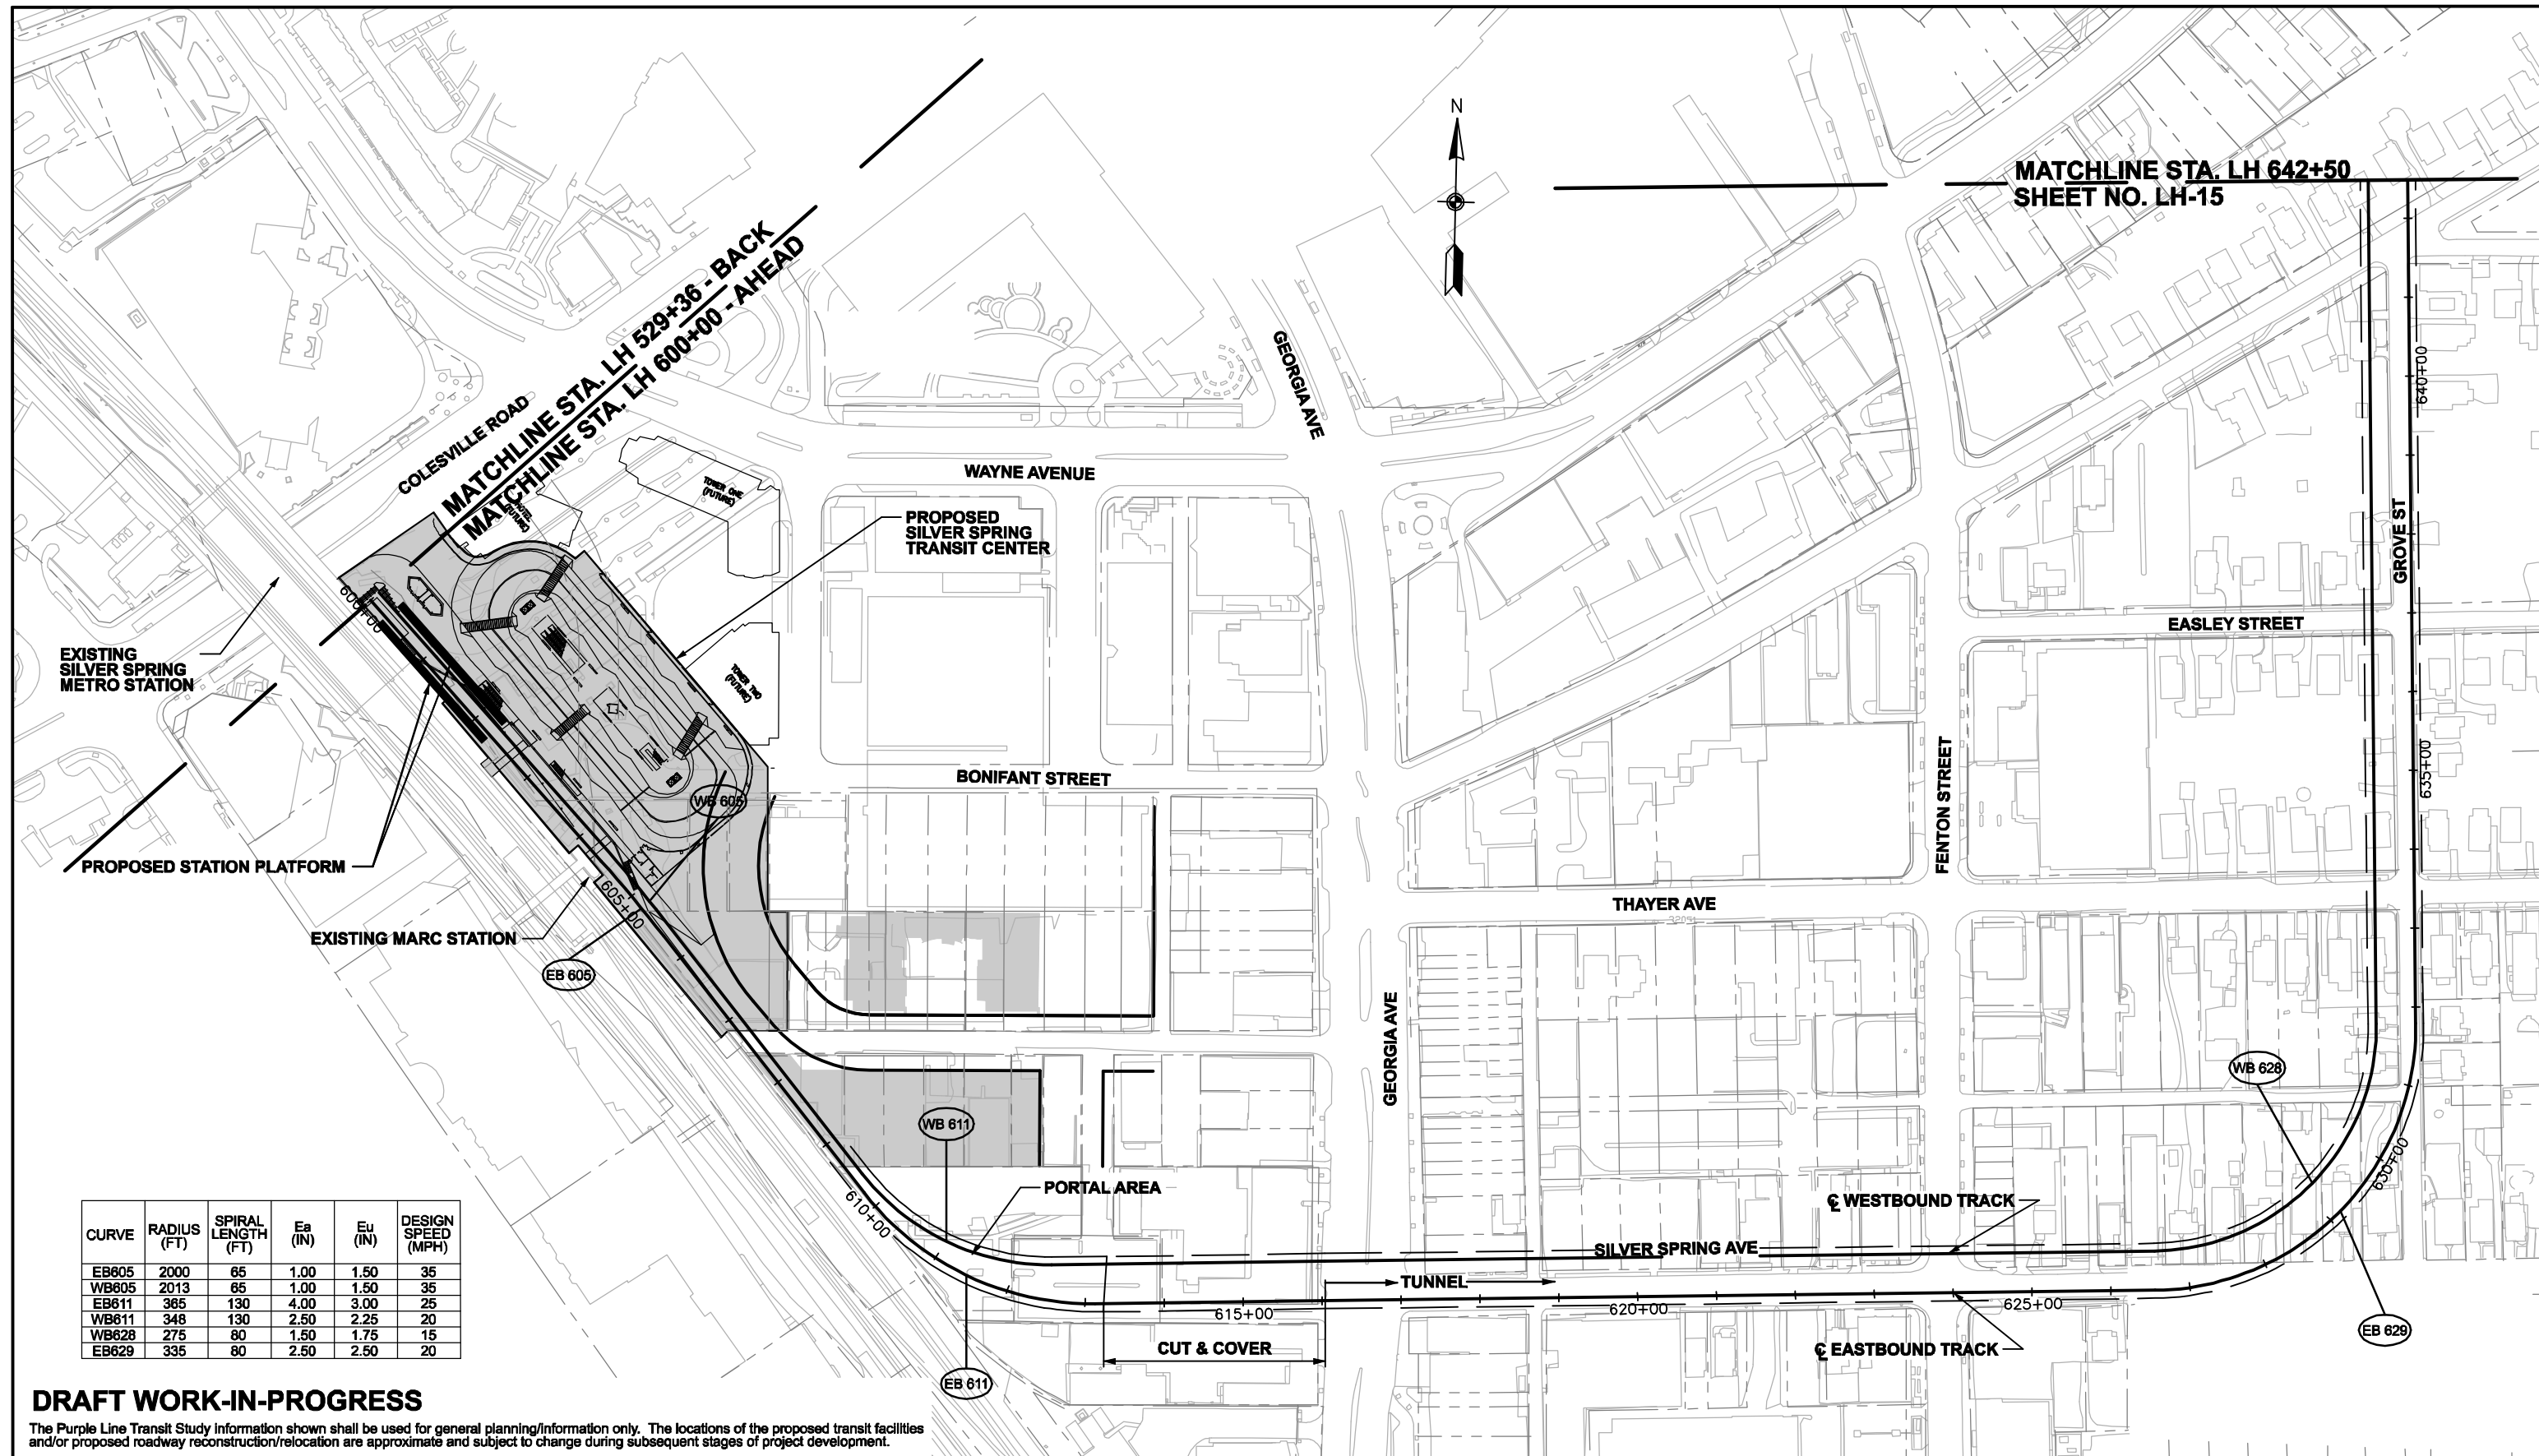 N
MATCHLINE STA. LH 642+50
SHEET NO. LH-15
MATCHLINE STA. LH 529+36 - BACK
MATCHLINE STA. LH 600+00 - AHEAD
COLESVILLE ROAD
GEORGIA AVE
WAYNE AVENUE
HOTEL
(FUTURE)
TOWER ONE
(FUTURE)
PROPOSED
SILVER SPRING
TRANSIT CENTER
640+00
GROVE ST
EASLEY STREET
600+00
EXISTING
SILVER SPRING
METRO STATION
TOWER TWO
(FUTURE)
BONIFANT STREET
FENTON STREET
635+00
WB 605
PROPOSED STATION PLATFORM
605+00
THAYER AVE
EXISTING MARC STATION
EB 605
GEORGIA AVE
WB 628
WB 611
630+00
PORTAL AREA
610+00
℄ WESTBOUND TRACK
SILVER SPRING AVE
TUNNEL
615+00
620+00
625+00
CUT & COVER
℄ EASTBOUND TRACK
EB 629
EB 611
CURVE RADIUS (FT) SPIRAL LENGTH (FT) Ea (IN) Eu (IN) DESIGN SPEED (MPH)
EB605 2000 65 1.00 1.50 35
WB605 2013 65 1.00 1.50 35
EB611 365 130 4.00 3.00 25
WB611 348 130 2.50 2.25 20
WB628 275 80 1.50 1.75 15
EB629 335 80 2.50 2.50 20
DRAFT WORK-IN-PROGRESS
The Purple Line Transit Study information shown shall be used for general planning/information only. The locations of the proposed transit facilities
and/or proposed roadway reconstruction/relocation are approximate and subject to change during subsequent stages of project development.